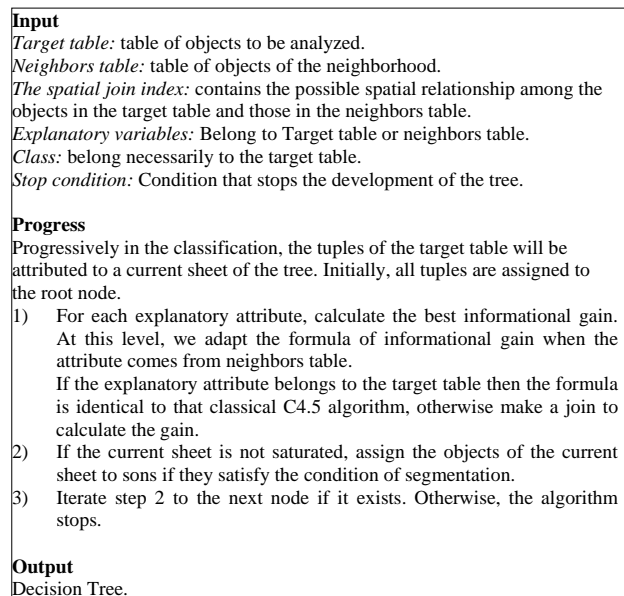 Input
Target table: table of objects to be analyzed.
Neighbors table: table of objects of the neighborhood.
The spatial join index: contains the possible spatial relationship among the
objects in the target table and those in the neighbors table.
Explanatory variables: Belong to Target table or neighbors table.
Class: belong necessarily to the target table.
Stop condition: Condition that stops the development of the tree.
Progress
Progressively in the classification, the tuples of the target table will be
attributed to a current sheet of the tree. Initially, all tuples are assigned to
the root node.
1) For each explanatory attribute, calculate the best informational gain.
At this level, we adapt the formula of informational gain when the
attribute comes from neighbors table.
If the explanatory attribute belongs to the target table then the formula
is identical to that classical C4.5 algorithm, otherwise make a join to
calculate the gain.
2) If the current sheet is not saturated, assign the objects of the current
sheet to sons if they satisfy the condition of segmentation.
3) Iterate step 2 to the next node if it exists. Otherwise, the algorithm
stops.
Output
Decision Tree.